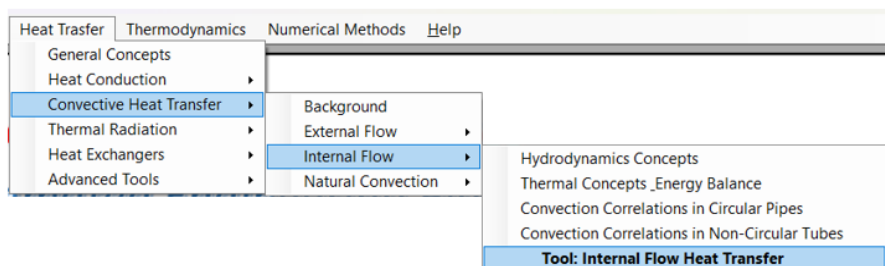 Heat Trasfer Thermodynamics Numerical Methods Help
General Concepts
Heat Conduction
Convective Heat Transfer
Thermal Radiation
Heat Exchangers
Advanced Tools
Background
External Flow
Internal Flow
Natural Convection
Hydrodynamics Concepts
Thermal Concepts _Energy Balance
Convection Correlations in Circular Pipes
Convection Correlations in Non-Circular Tubes
Tool: Internal Flow Heat Transfer